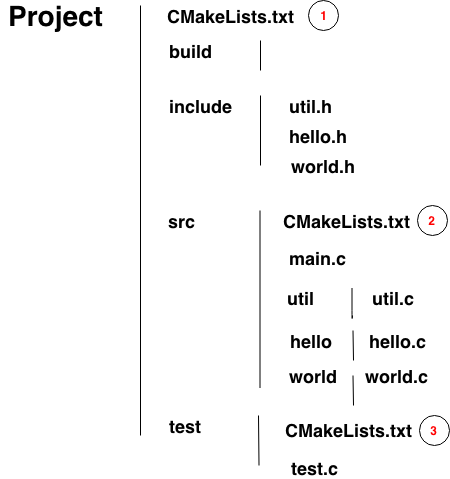 Project
CMakeLists.txt 1
build
include util.h
hello.h
world.h
src CMakeLists.txt 2
main.c
util util.c
hello hello.c
world world.c
test CMakeLists.txt 3
test.c